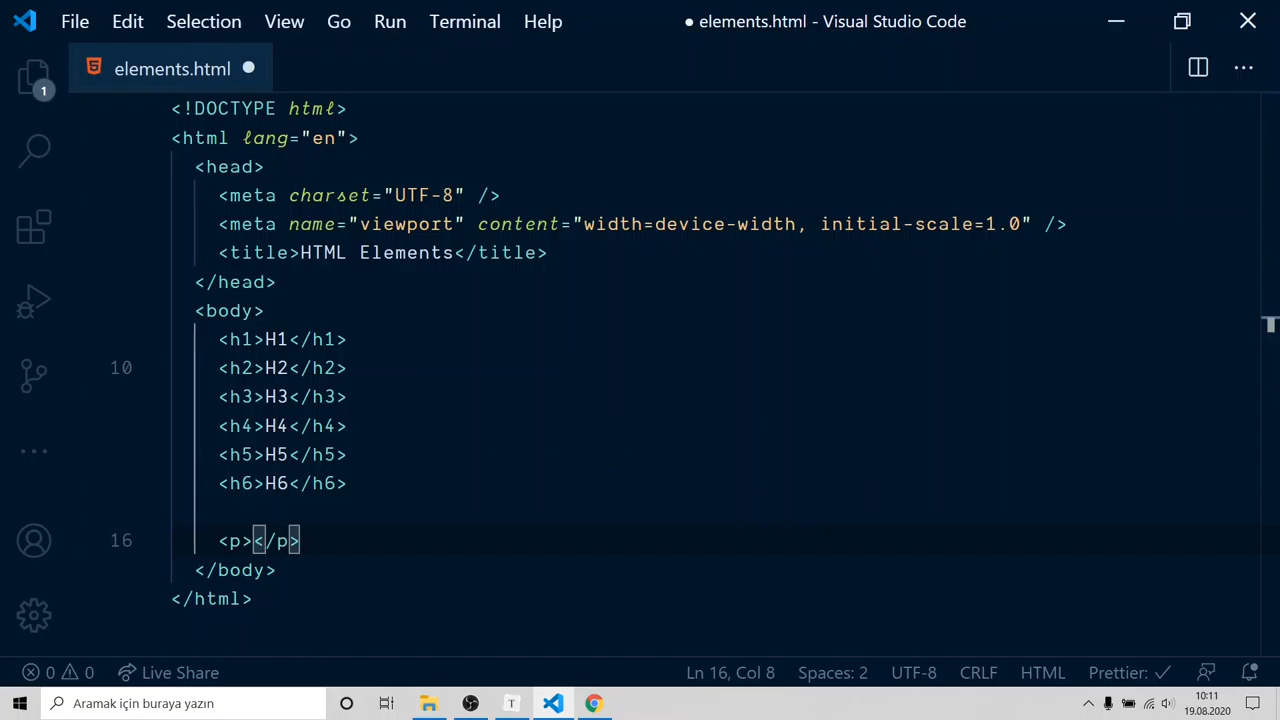 File Edit Selection View Go Run Terminal Help ● elements.html - Visual Studio Code
elements.html
1
<!DOCTYPE html>
<html lang="en">
<head>
<meta charset="UTF-8" />
<meta name="viewport" content="width=device-width, initial-scale=1.0" />
<title>HTML Elements</title>
</head>
<body>
<h1>H1</h1>
10 <h2>H2</h2>
<h3>H3</h3>
<h4>H4</h4>
<h5>H5</h5>
<h6>H6</h6>
16 <p></p>
</body>
</html>
0 0 Live Share Ln 16, Col 8 Spaces: 2 UTF-8 CRLF HTML Prettier: ✓
Aramak için buraya yazın T 10:11
19.08.2020